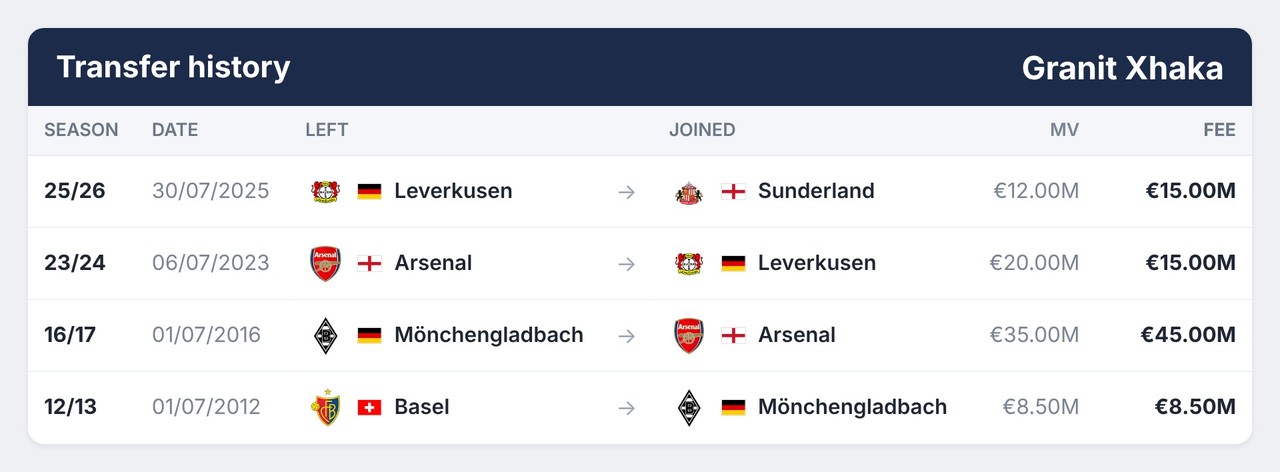 Transfer history Granit Xhaka
SEASON DATE LEFT JOINED MV FEE
25/26 30/07/2025 Leverkusen → Sunderland €12.00M €15.00M
23/24 06/07/2023 Arsenal → Leverkusen €20.00M €15.00M
16/17 01/07/2016 Mönchengladbach → Arsenal €35.00M €45.00M
12/13 01/07/2012 Basel → Mönchengladbach €8.50M €8.50M